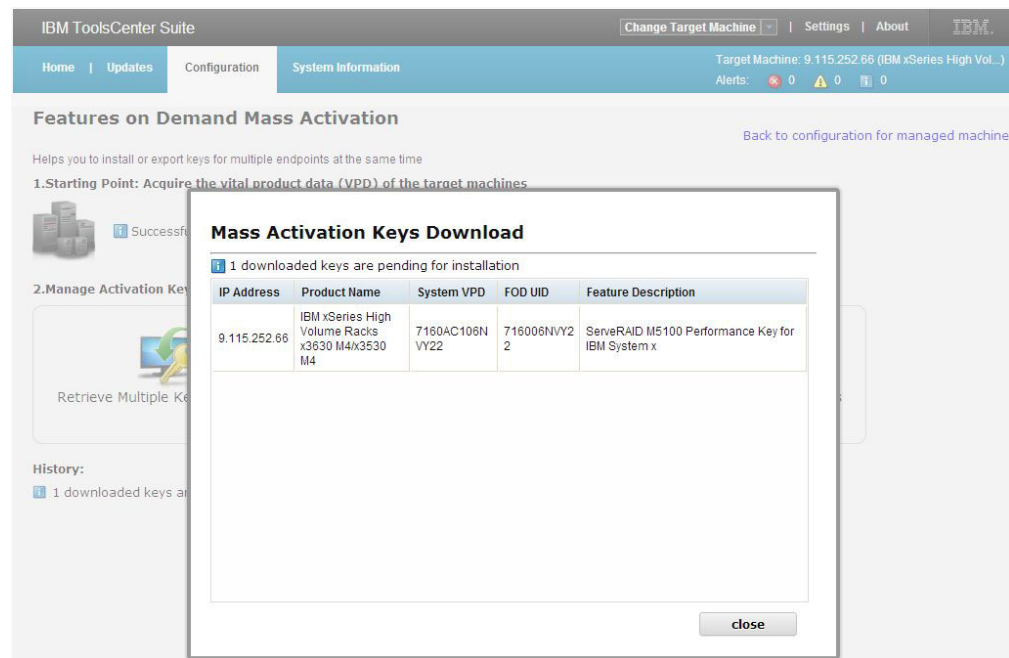 IBM ToolsCenter Suite
Change Target Machine | Settings | About IBM.
Home | Updates Configuration System Information
Target Machine: 9.115.252.66 (IBM xSeries High Vol...)
Alerts: 0 0 0
Features on Demand Mass Activation
Back to configuration for managed machine
Helps you to install or export keys for multiple endpoints at the same time
1.Starting Point: Acquire the vital product data (VPD) of the target machines
Mass Activation Keys Download
1 downloaded keys are pending for installation
IP Address Product Name System VPD FOD UID Feature Description
9.115.252.66
IBM xSeries High
Volume Racks
x3630 M4/x3530
M4
7160AC106N
VY22
716006NVY2
2
ServeRAID M5100 Performance Key for
IBM System x
close
2.Manage Activation Key
Retrieve Multiple Ke
History:
1 downloaded keys ar